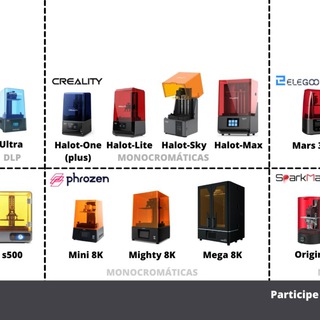 CREALITY
ELEGOO
Ultra
DLP
Halot-One
(plus)
Halot-Lite
Halot-Sky
Halot-Max
MONOCROMÁTICAS
Mars 3
phrozen
SparkMa
s500
Mini 8K
Mighty 8K
Mega 8K
Origin
MONOCROMÁTICAS
Participe